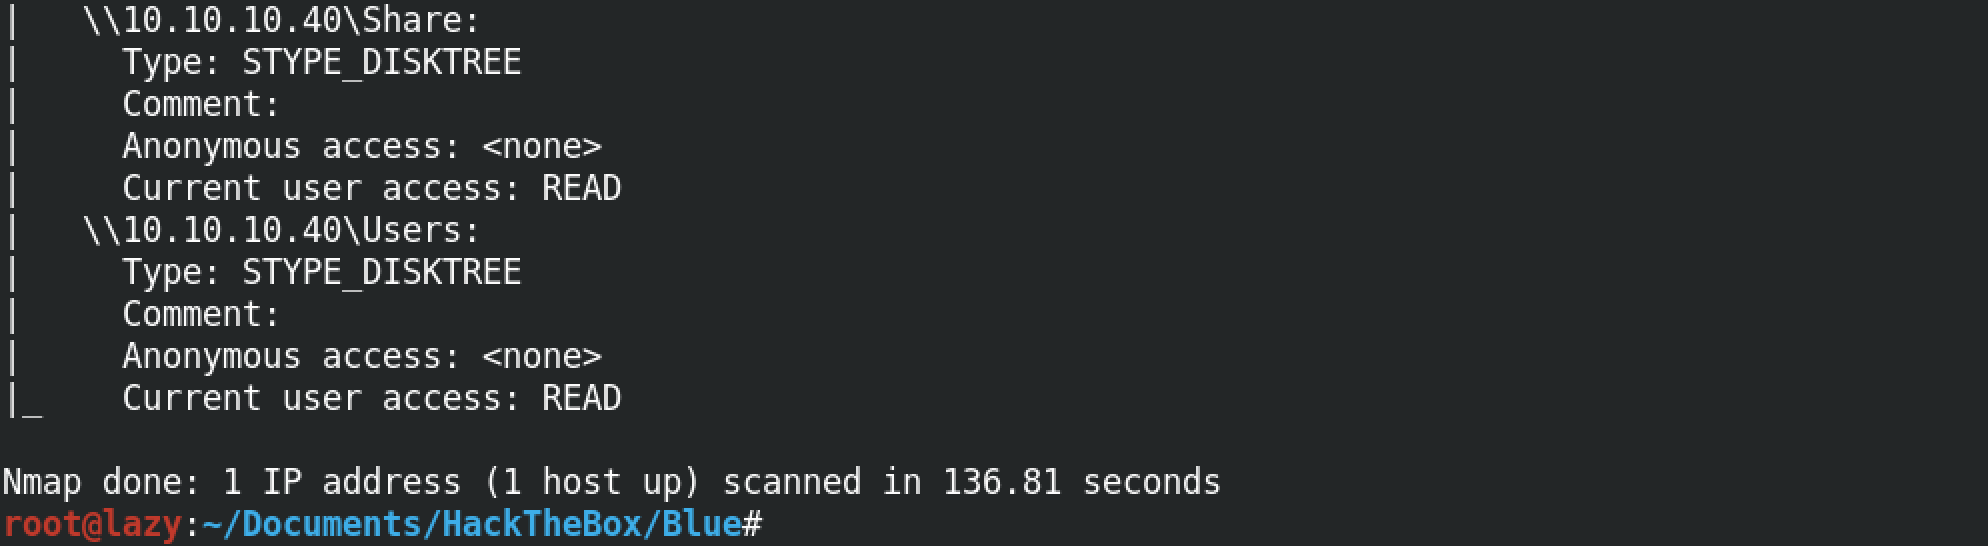 |   \\10.10.10.40\Share:
|     Type: STYPE_DISKTREE
|     Comment:
|     Anonymous access: <none>
|     Current user access: READ
|   \\10.10.10.40\Users:
|     Type: STYPE_DISKTREE
|     Comment:
|     Anonymous access: <none>
|_    Current user access: READ

Nmap done: 1 IP address (1 host up) scanned in 136.81 seconds
root@lazy:~/Documents/HackTheBox/Blue#